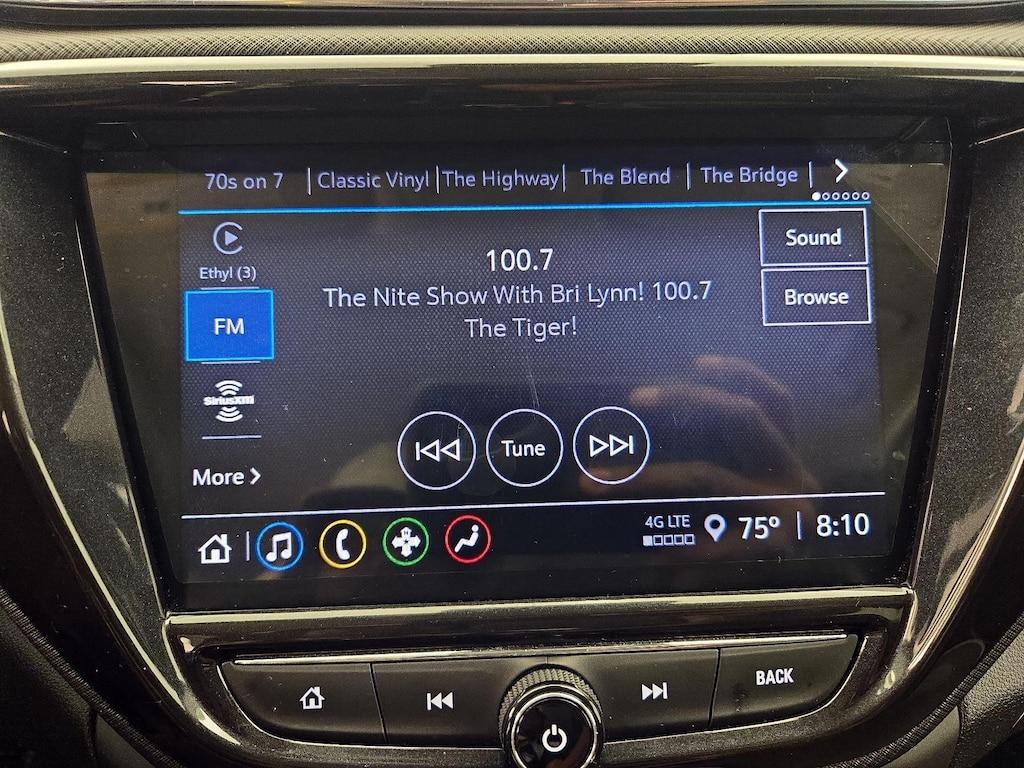 70s on 7 Classic Vinyl The Highway The Blend The Bridge
Ethyl (3)
100.7
Sound
FM
The Nite Show With Bri Lynn! 100.7
The Tiger!
Browse
SiriusXM
More
Tune
4G LTE
75° 8:10
BACK